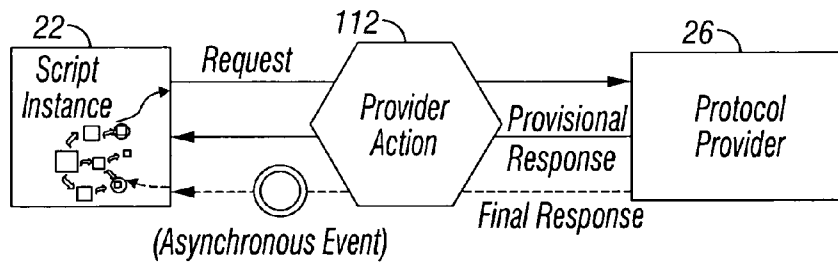 22
Script
Instance
Request
112
Provider
Action
Provisional
Response
Final Response
(Asynchronous Event)
26
Protocol
Provider